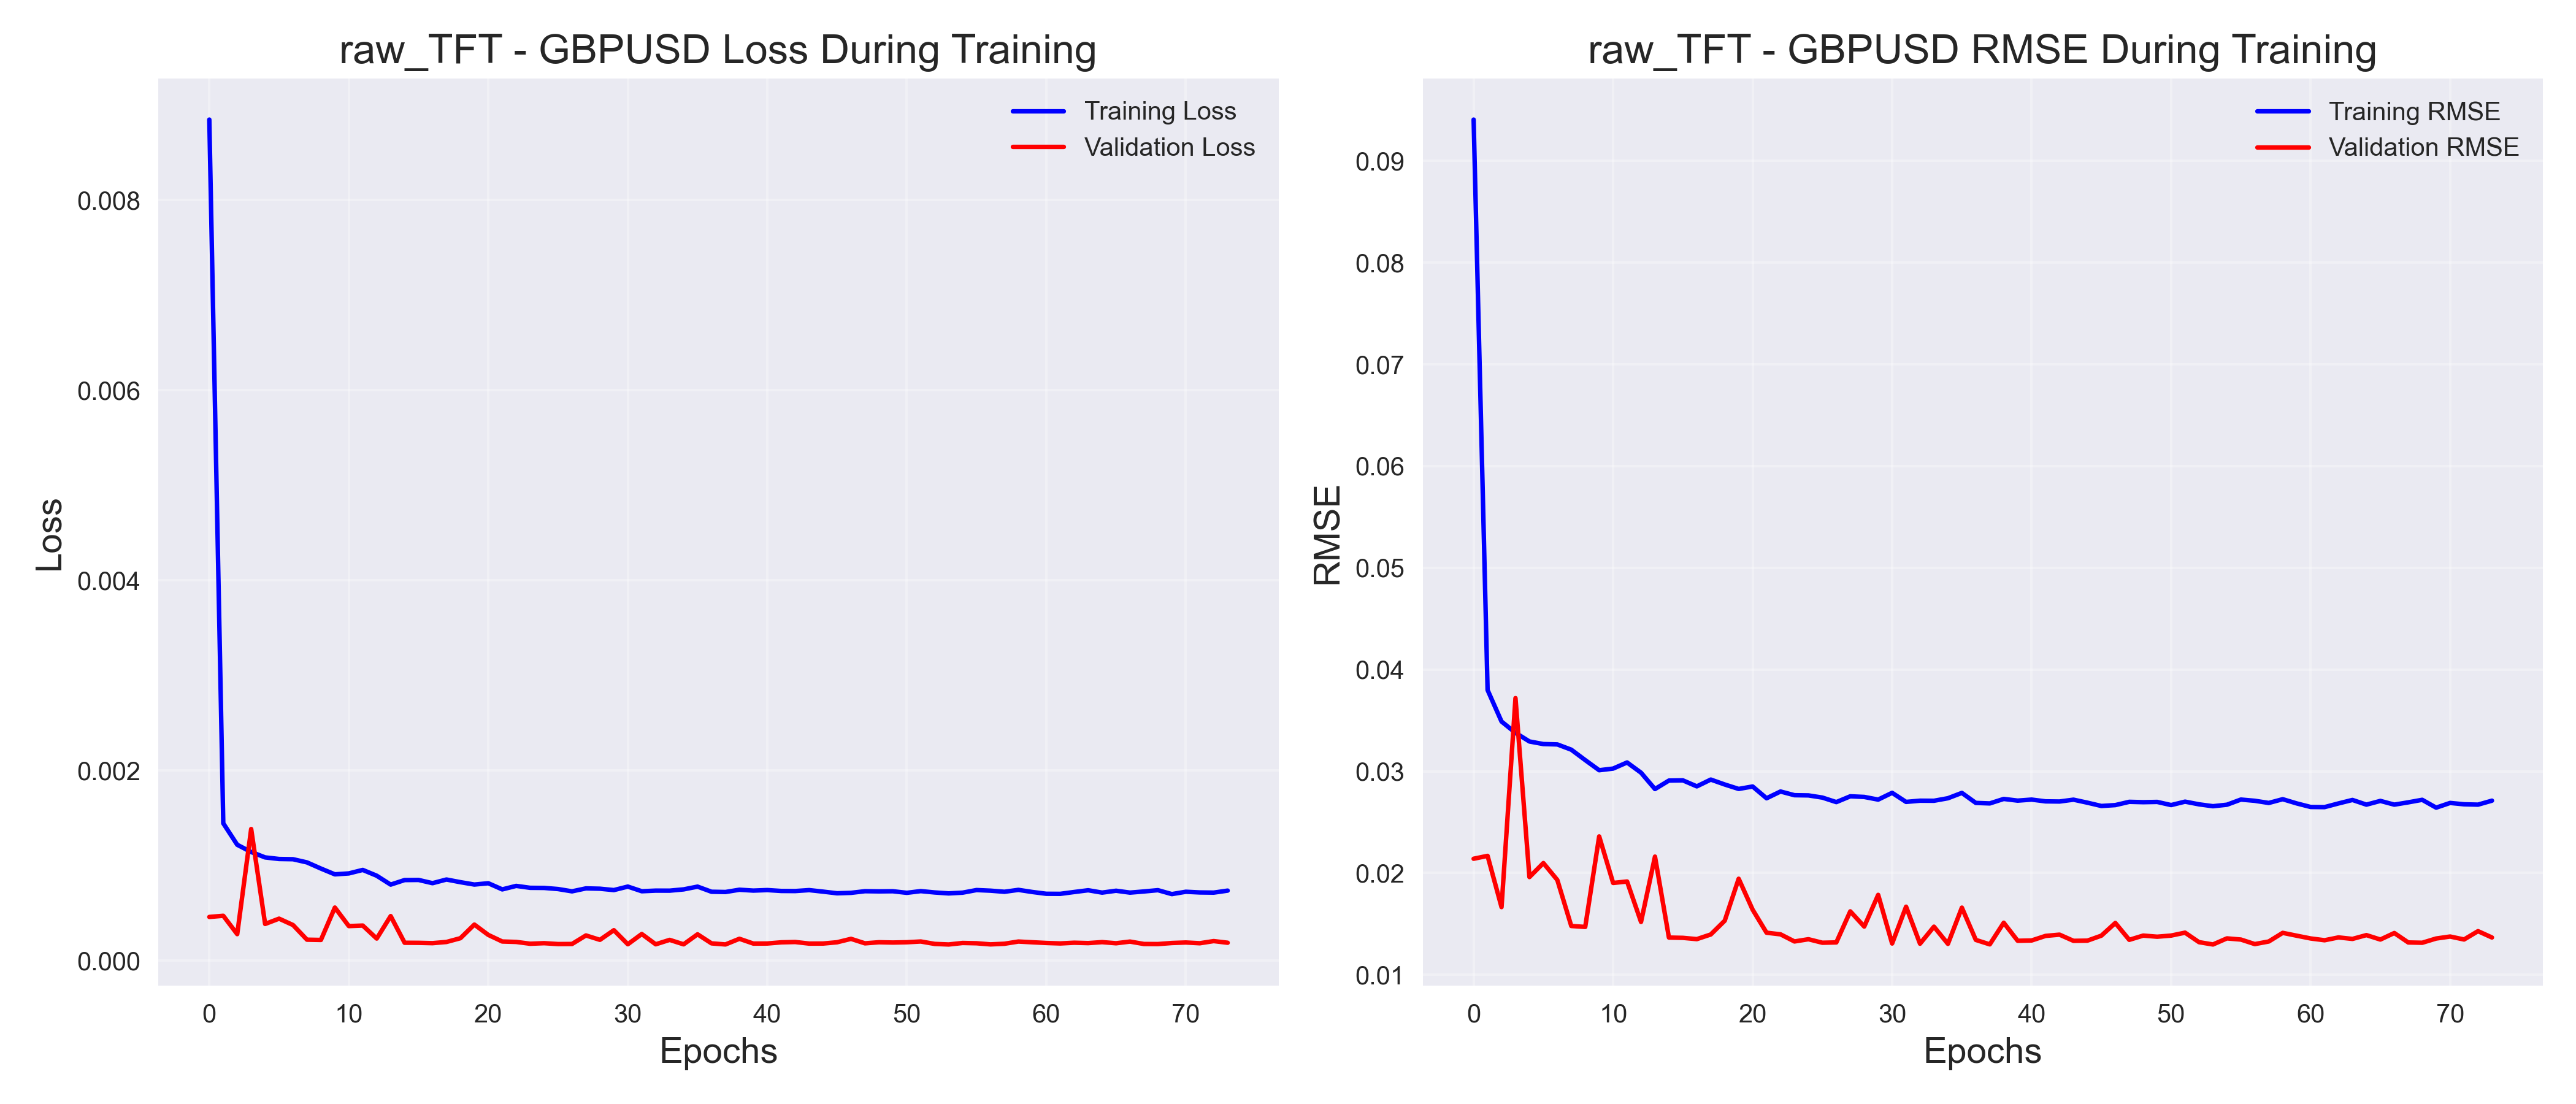 raw_TFT - GBPUSD Loss During Training
Training Loss
Validation Loss
0.008
0.006
0.004
0.002
0.000
Loss
0 10 20 30 40 50 60 70
Epochs
raw_TFT - GBPUSD RMSE During Training
Training RMSE
Validation RMSE
0.09
0.08
0.07
0.06
0.05
0.04
0.03
0.02
0.01
RMSE
0 10 20 30 40 50 60 70
Epochs